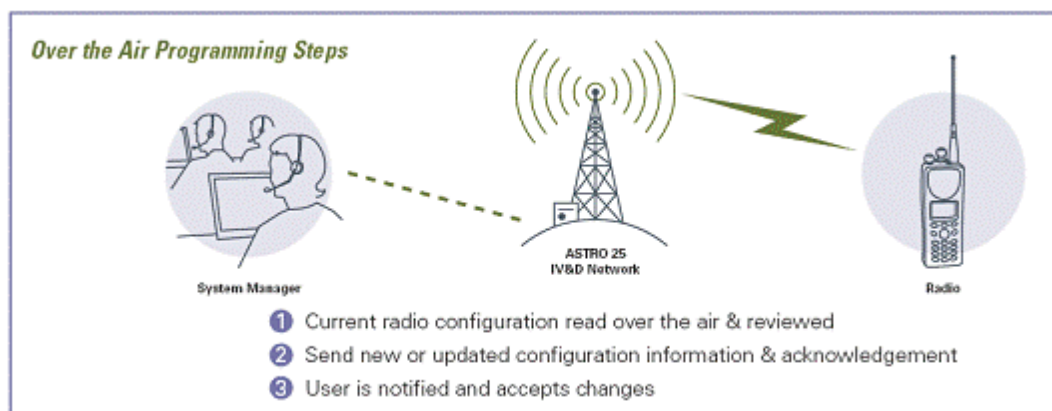 Over the Air Programming Steps
ASTRO 25
IV&D Network
System Manager
Radio
1 Current radio configuration read over the air & reviewed
2 Send new or updated configuration information & acknowledgement
3 User is notified and accepts changes